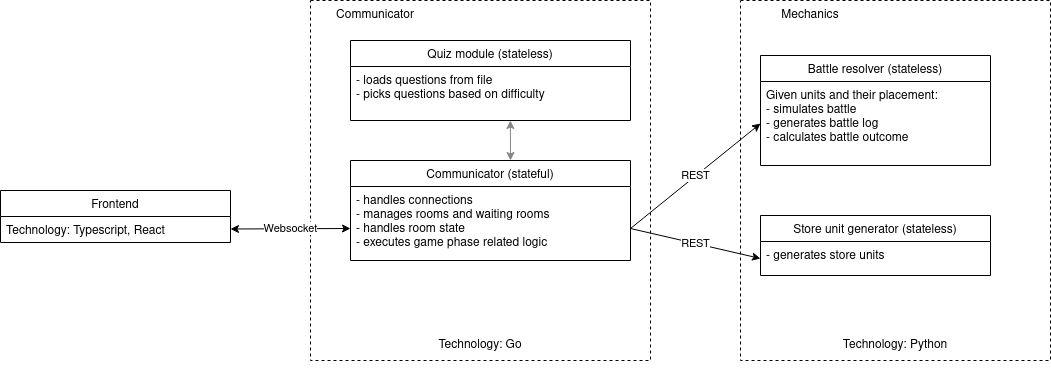 Communicator
Mechanics
Quiz module (stateless)
- loads questions from file
- picks questions based on difficulty
Battle resolver (stateless)
Given units and their placement:
- simulates battle
- generates battle log
- calculates battle outcome
Communicator (stateful)
- handles connections
- manages rooms and waiting rooms
- handles room state
- executes game phase related logic
REST
Frontend
Technology: Typescript, React
Websocket
REST
Store unit generator (stateless)
- generates store units
Technology: Go
Technology: Python